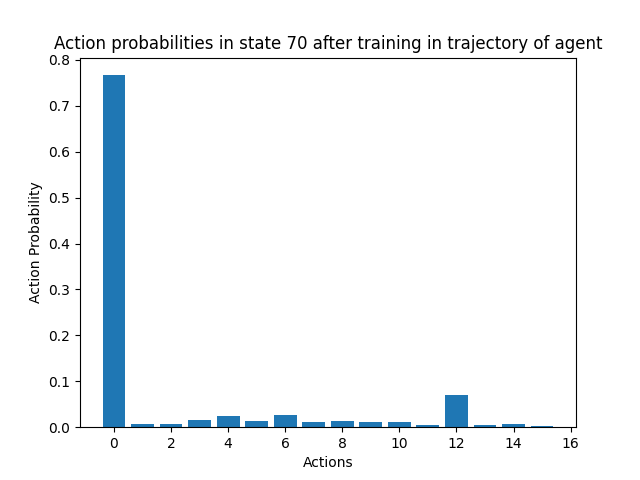 Action probabilities in state 70 after training in trajectory of agent
0.8
0.7
0.6
0.5
0.4
0.3
0.2
0.1
0.0
Action Probability
0 2 4 6 8 10 12 14 16
Actions